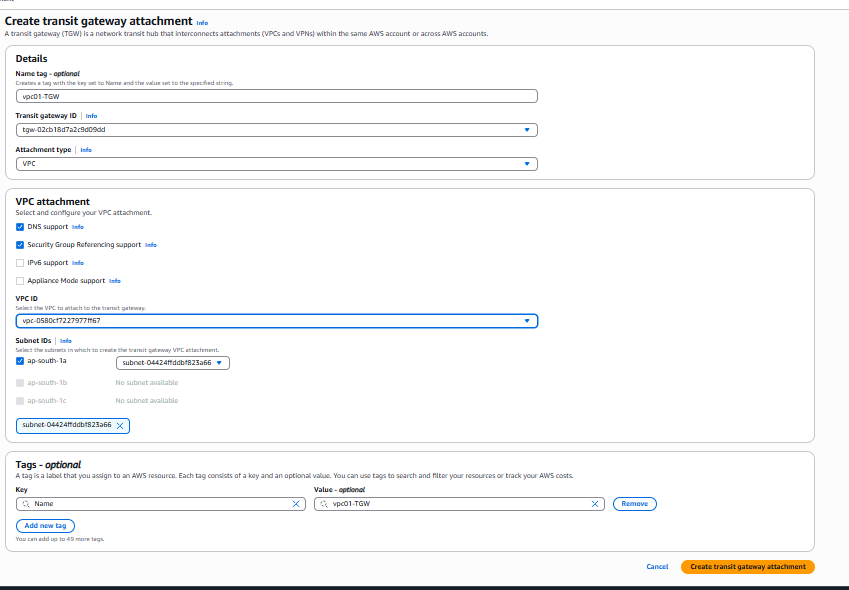 Create transit gateway attachment Info
A transit gateway (TGW) is a network transit hub that interconnects attachments (VPCs and VPNs) within the same AWS account or across AWS accounts.
Details
Name tag - optional
Creates a tag with the key set to Name and the value set to the specified string.
vpc01-TGW
Transit gateway ID | Info
tgw-02cb18d7a2c9d09dd
Attachment type | Info
VPC
VPC attachment
Select and configure your VPC attachment.
DNS support Info
Security Group Referencing support Info
IPv6 support Info
Appliance Mode support Info
VPC ID
Select the VPC to attach to the transit gateway.
vpc-0580cf7227977ff67
Subnet IDs | Info
Select the subnets in which to create the transit gateway VPC attachment.
ap-south-1a subnet-04424ffddbf823a66
ap-south-1b No subnet available
ap-south-1c No subnet available
subnet-04424ffddbf823a66
Tags - optional
A tag is a label that you assign to an AWS resource. Each tag consists of a key and an optional value. You can use tags to search and filter your resources or track your AWS costs.
Key Value - optional
Name vpc01-TGW Remove
Add new tag
You can add up to 49 more tags.
Cancel Create transit gateway attachment